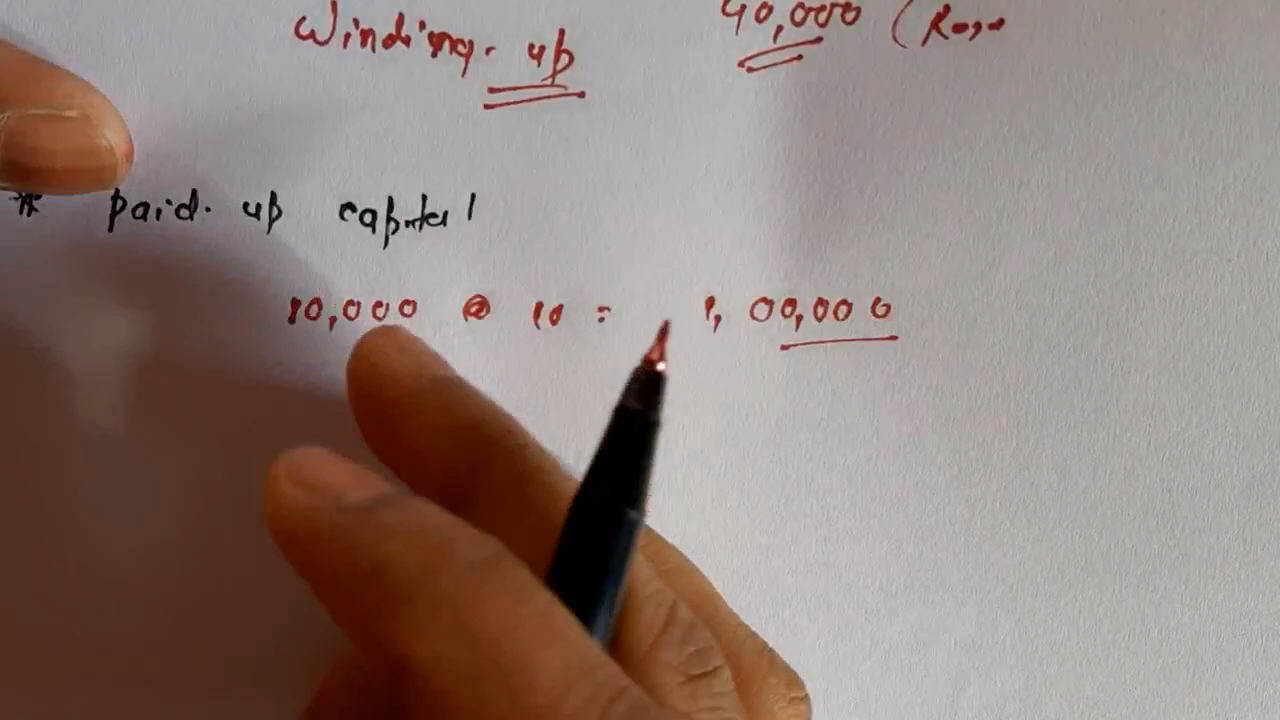 Winding. up 40,000 (
* paid. up capital
10,000 @ 10 = 1,00,000